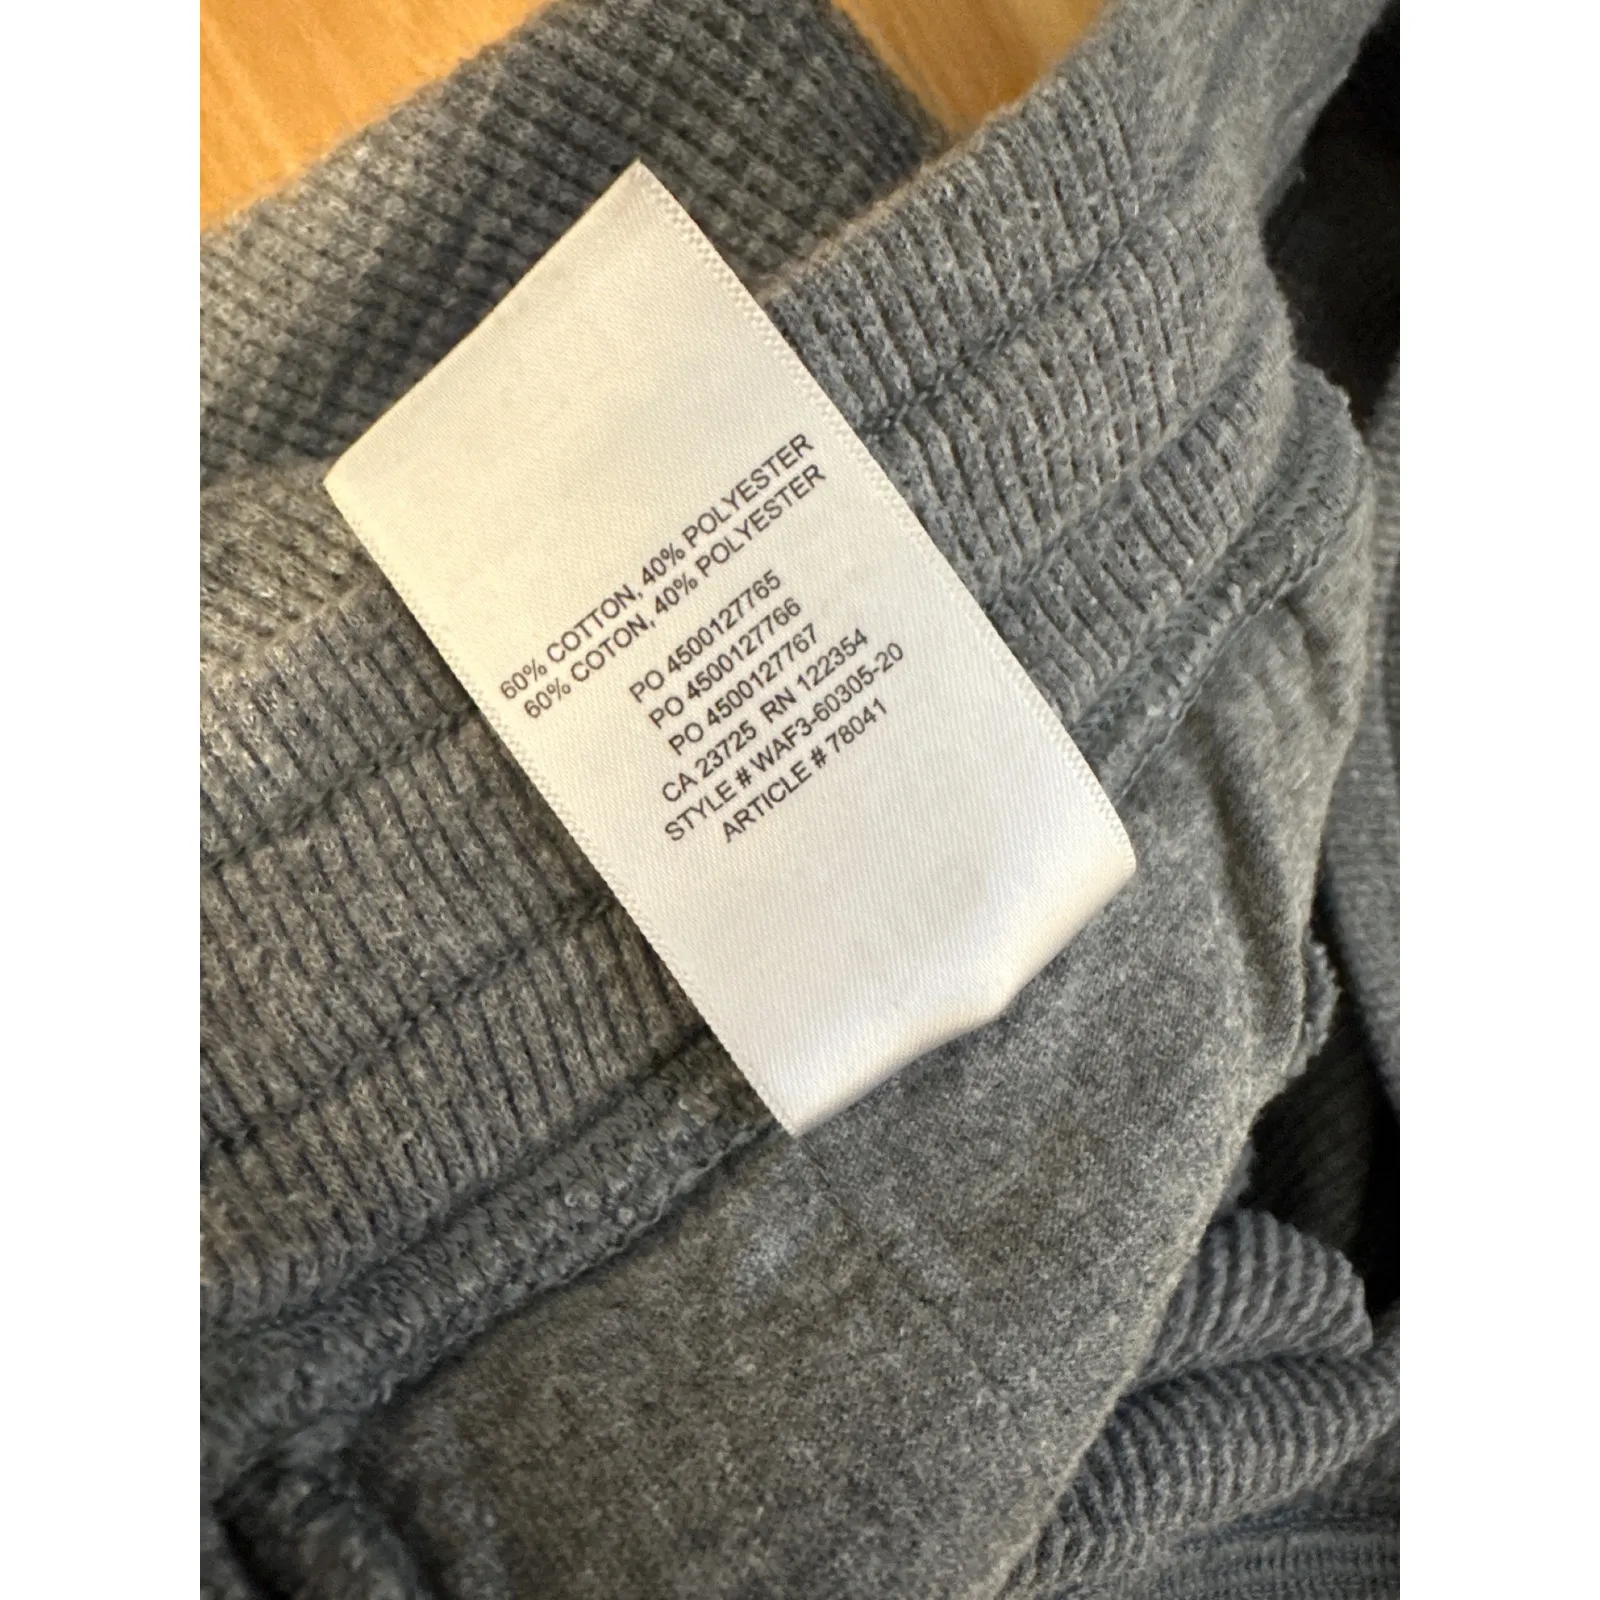 60% COTTON, 40% POLYESTER
60% COTON, 40% POLYESTER
PO 4500127765
PO 4500127766
PO 4500127767
CA 23725 RN 122354
STYLE # WAF3-60305-20
ARTICLE # 78041